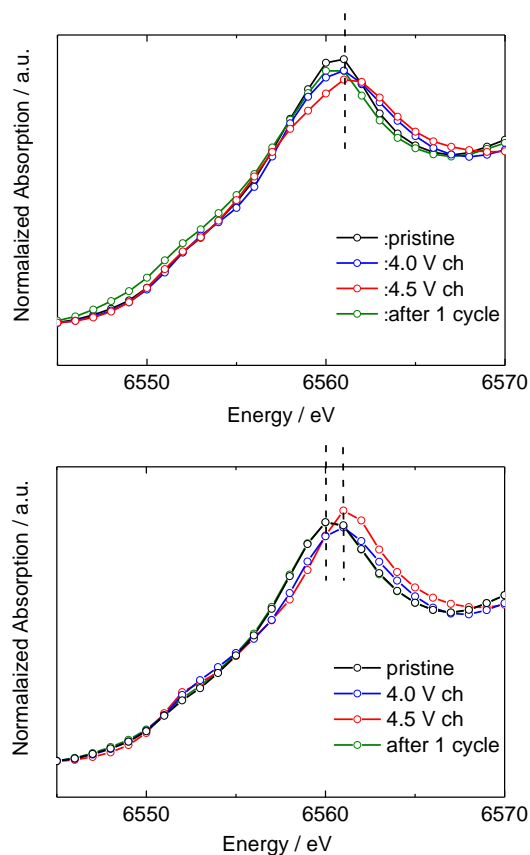 Normalaized Absorption / a.u.
:pristine
:4.0 V ch
:4.5 V ch
:after 1 cycle
6550 6560 6570
Energy / eV
Normalaized Absorption / a.u.
pristine
4.0 V ch
4.5 V ch
after 1 cycle
6550 6560 6570
Energy / eV